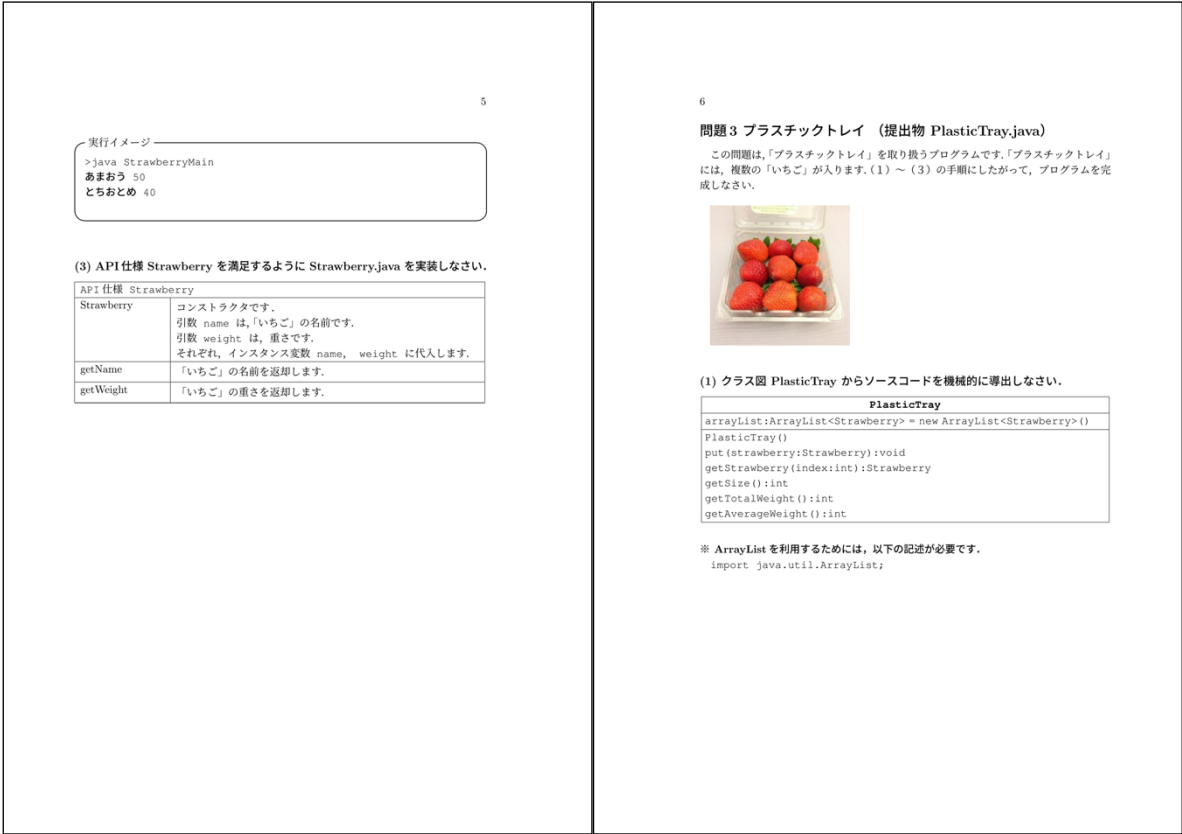 5
実行イメージ
>java StrawberryMain
あまおう 50
とちおとめ 40
(3) API仕様 Strawberry を満足するように Strawberry.java を実装しなさい．
API仕様 Strawberry
Strawberry
コンストラクタです．
引数 name は，「いちご」の名前です．
引数 weight は，重さです．
それぞれ，インスタンス変数 name， weight に代入します．
getName
「いちご」の名前を返却します．
getWeight
「いちご」の重さを返却します．
6
問題3 プラスチックトレイ （提出物 PlasticTray.java）
この問題は，「プラスチックトレイ」を取り扱うプログラムです．「プラスチックトレイ」
には，複数の「いちご」が入ります．（1）～（3）の手順にしたがって，プログラムを完
成しなさい．
(1) クラス図 PlasticTray からソースコードを機械的に導出しなさい．
PlasticTray
arrayList:ArrayList<Strawberry> = new ArrayList<Strawberry>()
PlasticTray()
put(strawberry:Strawberry):void
getStrawberry(index:int):Strawberry
getSize():int
getTotalWeight():int
getAverageWeight():int
※ ArrayList を利用するためには，以下の記述が必要です．
import java.util.ArrayList;